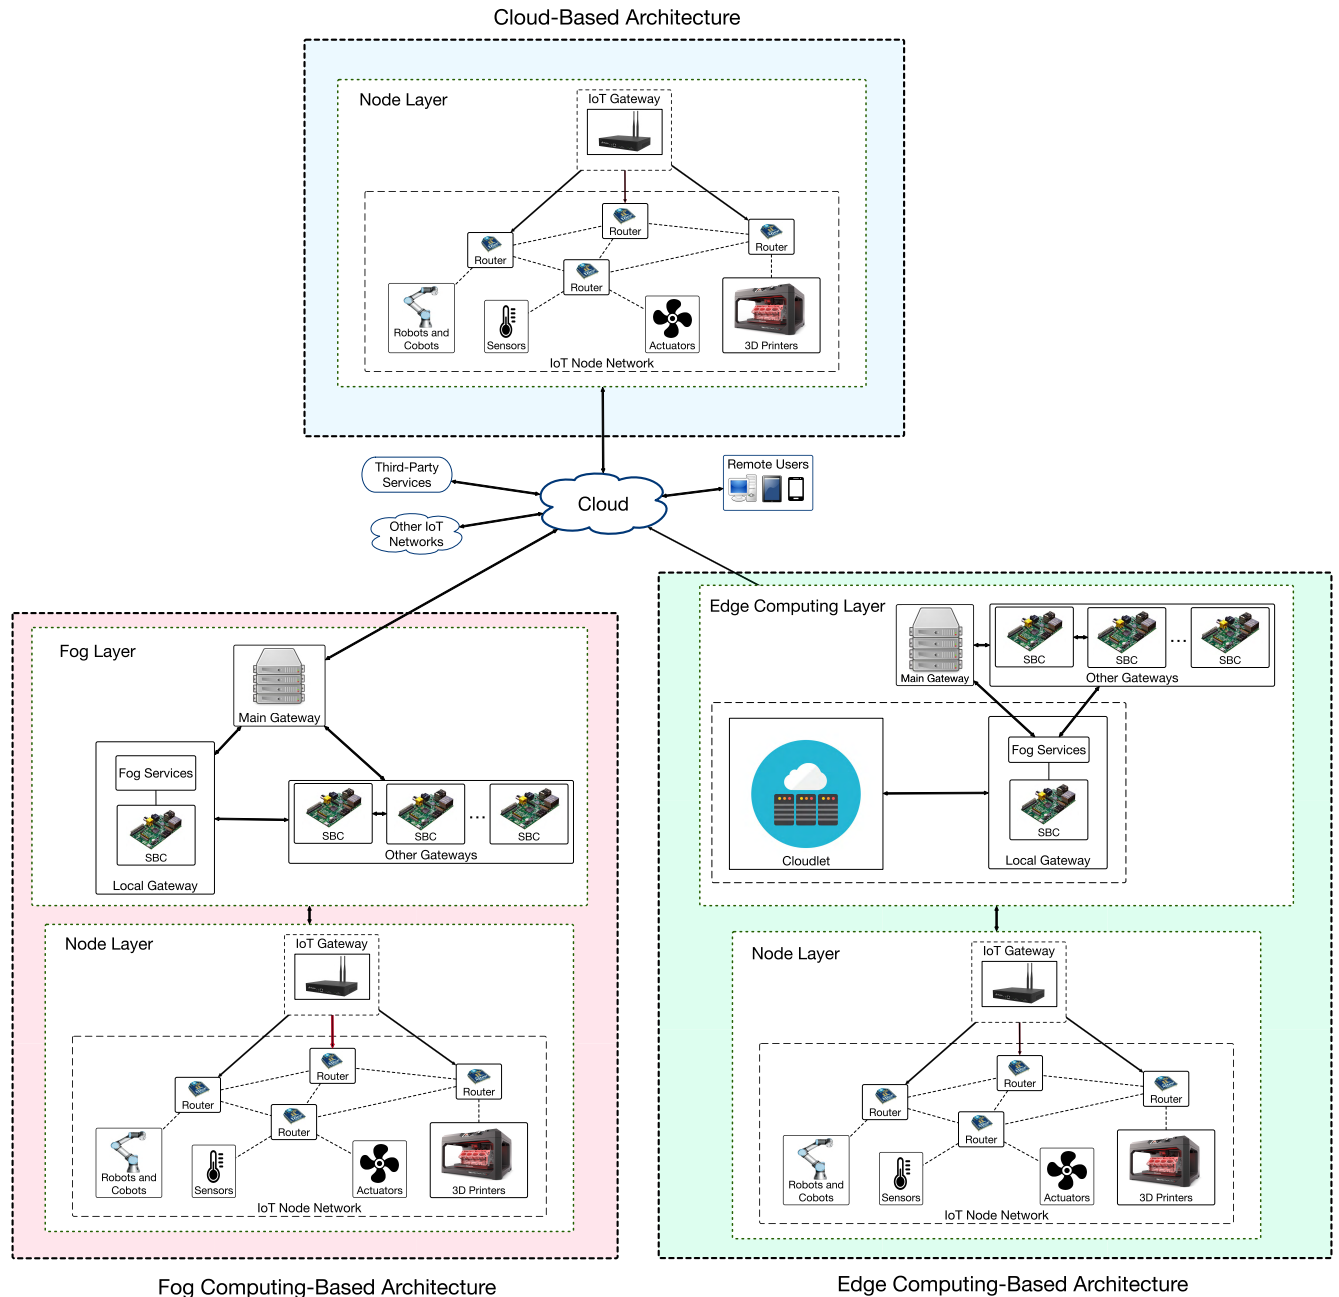 Cloud-Based Architecture
Node Layer
IoT Gateway
Router
Router
Router
Router
Robots and
Cobots
Sensors
Actuators
3D Printers
IoT Node Network
Third-Party
Services
Other IoT
Networks
Cloud
Remote Users
Fog Layer
Main Gateway
Fog Services
SBC
Local Gateway
SBC
SBC
...
SBC
Other Gateways
Node Layer
IoT Gateway
Router
Router
Router
Router
Robots and
Cobots
Sensors
Actuators
3D Printers
IoT Node Network
Fog Computing-Based Architecture
Edge Computing Layer
Main Gateway
SBC
SBC
...
SBC
Other Gateways
Cloudlet
Fog Services
SBC
Local Gateway
Node Layer
IoT Gateway
Router
Router
Router
Router
Robots and
Cobots
Sensors
Actuators
3D Printers
IoT Node Network
Edge Computing-Based Architecture